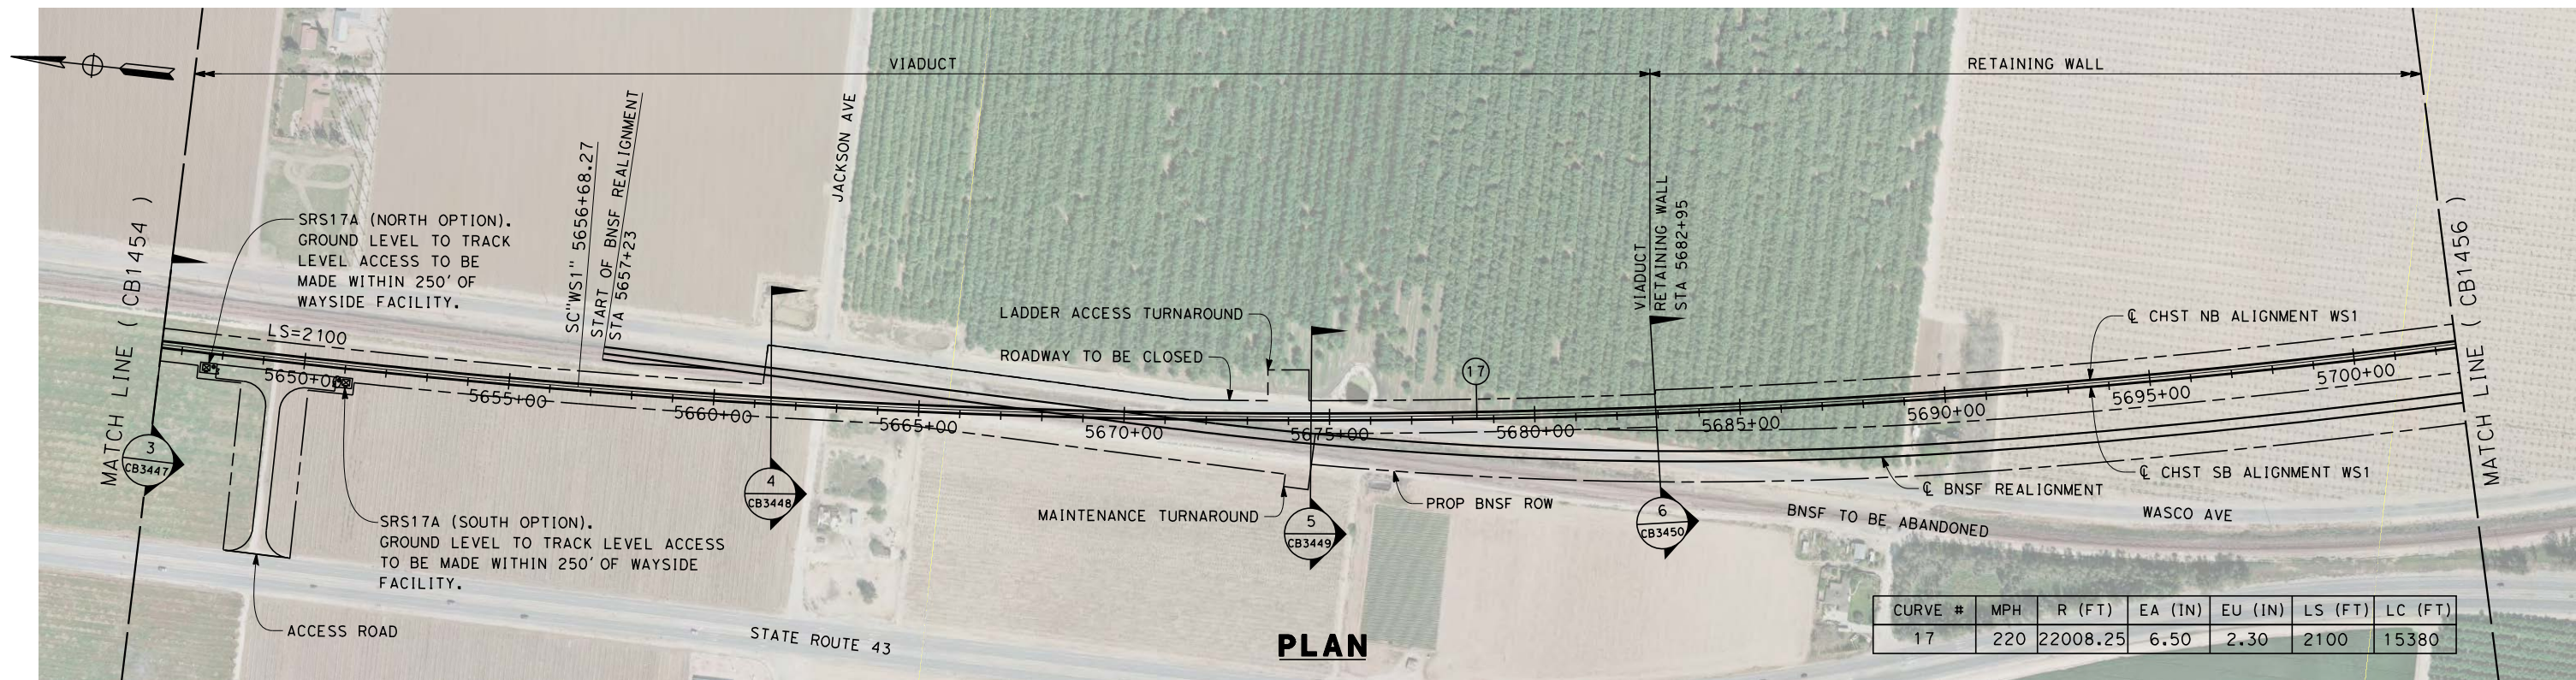 VIADUCT
RETAINING WALL
JACKSON AVE
SC"WS1" 5656+68.27
START OF BNSF REALIGNMENT
STA 5657+23
MATCH LINE ( CB1454 )
SRS17A (NORTH OPTION).
GROUND LEVEL TO TRACK
LEVEL ACCESS TO BE
MADE WITHIN 250' OF
WAYSIDE FACILITY.
LS=2100
LADDER ACCESS TURNAROUND
ROADWAY TO BE CLOSED
17
VIADUCT
RETAINING WALL
STA 5682+95
℄ CHST NB ALIGNMENT WS1
MATCH LINE ( CB1456 )
5650+00
5655+00
5660+00
5665+00
5670+00
5675+00
5680+00
5685+00
5690+00
5695+00
5700+00
3
CB3447
4
CB3448
5
CB3449
6
CB3450
℄ CHST SB ALIGNMENT WS1
℄ BNSF REALIGNMENT
PROP BNSF ROW
MAINTENANCE TURNAROUND
BNSF TO BE ABANDONED
WASCO AVE
SRS17A (SOUTH OPTION).
GROUND LEVEL TO TRACK LEVEL ACCESS
TO BE MADE WITHIN 250' OF WAYSIDE
FACILITY.
ACCESS ROAD
STATE ROUTE 43
PLAN
CURVE # MPH R (FT) EA (IN) EU (IN) LS (FT) LC (FT)
17 220 22008.25 6.50 2.30 2100 15380